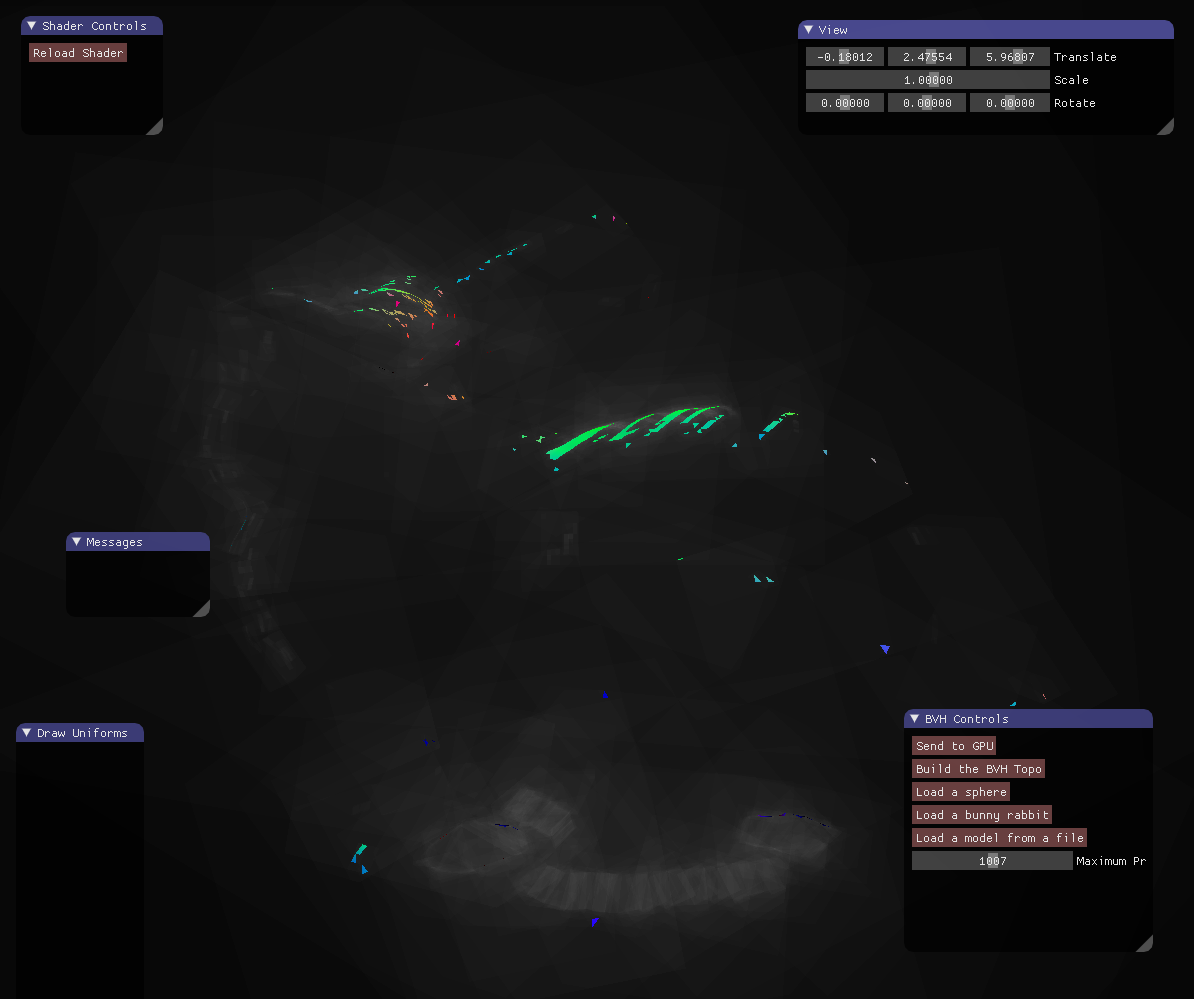 Shader Controls
Reload Shader
View
-0.18012 2.47554 5.96807 Translate
1.00000 Scale
0.00000 0.00000 0.00000 Rotate
Messages
Draw Uniforms
BVH Controls
Send to GPU
Build the BVH Topo
Load a sphere
Load a bunny rabbit
Load a model from a file
1007 Maximum Pr